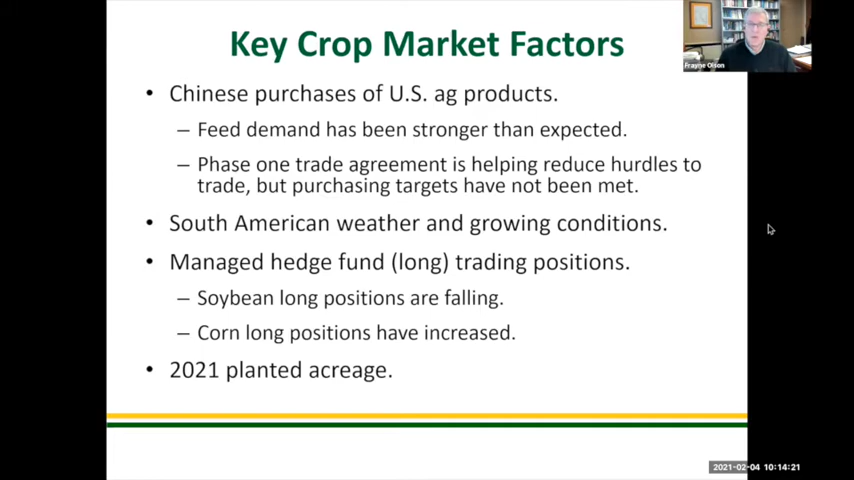 Key Crop Market Factors
• Chinese purchases of U.S. ag products.
– Feed demand has been stronger than expected.
– Phase one trade agreement is helping reduce hurdles to
trade, but purchasing targets have not been met.
• South American weather and growing conditions.
• Managed hedge fund (long) trading positions.
– Soybean long positions are falling.
– Corn long positions have increased.
• 2021 planted acreage.
Frayne Olson
2021-02-04 10:14:21